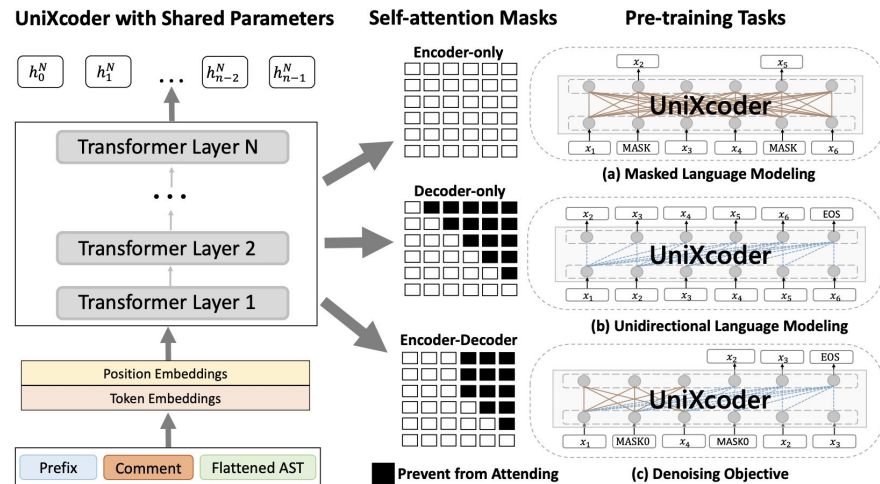 UniXcoder with Shared Parameters
Self-attention Masks
Pre-training Tasks
h_0^N h_1^N ... h_{n-2}^N h_{n-1}^N
Transformer Layer N
...
Transformer Layer 2
Transformer Layer 1
Position Embeddings
Token Embeddings
Prefix Comment Flattened AST
Encoder-only
Decoder-only
Encoder-Decoder
Prevent from Attending
x_2 x_5
UniXcoder
x_1 MASK x_3 x_4 MASK x_6
(a) Masked Language Modeling
x_2 x_3 x_4 x_5 x_6 EOS
UniXcoder
x_1 x_2 x_3 x_4 x_5 x_6
(b) Unidirectional Language Modeling
x_2 x_3 EOS
UniXcoder
x_1 MASK0 x_4 MASK0 x_2 x_3
(c) Denoising Objective